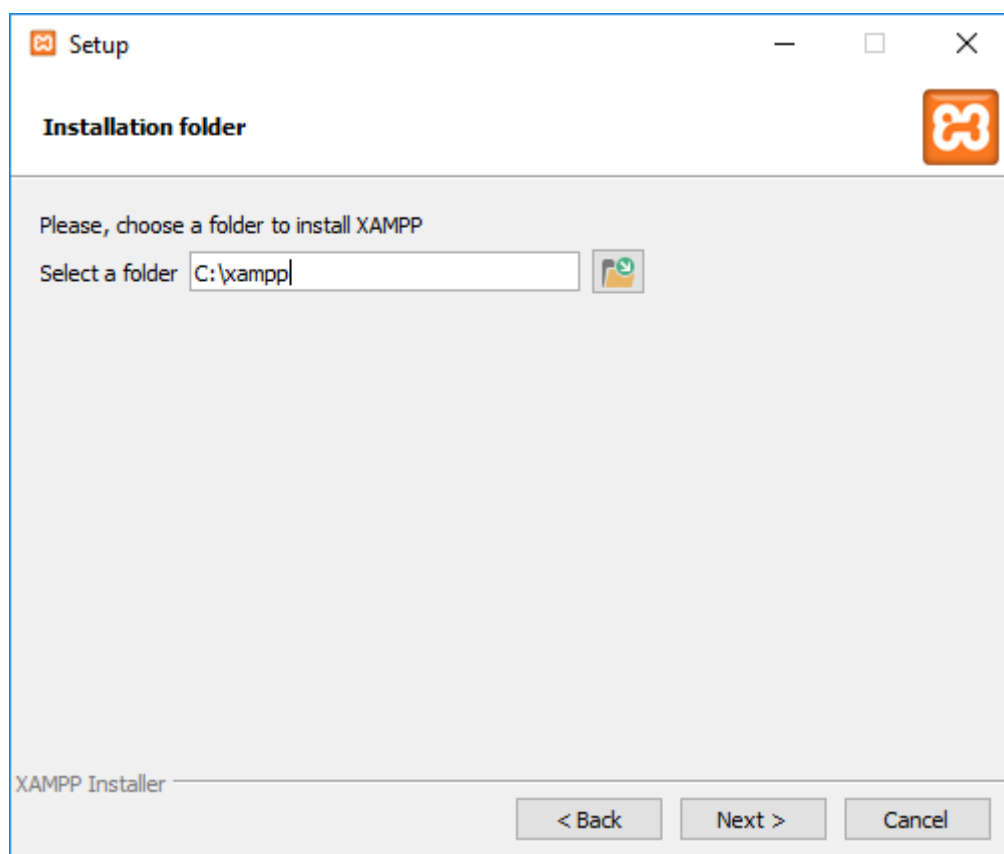 Setup
Installation folder
Please, choose a folder to install XAMPP
Select a folder C:\xampp
XAMPP Installer
< Back Next > Cancel